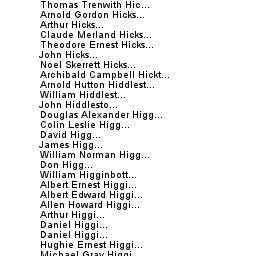 Thomas Trenwith Hic...
Arnold Gordon Hicks...
Arthur Hicks...
Claude Merland Hicks...
Theodore Ernest Hicks...
John Hicks...
Noel Skerrett Hicks...
Archibald Campbell Hickt...
Arnold Hutton Hiddlest...
William Hiddlest...
John Hiddlesto...
Douglas Alexander Higg...
Colin Leslie Higg...
David Higg...
James Higg...
William Norman Higg...
Don Higg...
William Higginbott...
Albert Ernest Higgi...
Albert Edward Higgi...
Allen Howard Higgi...
Arthur Higgi...
Daniel Higgi...
Daniel Higgi...
Hughie Ernest Higgi...
Michael Gray Higgi...